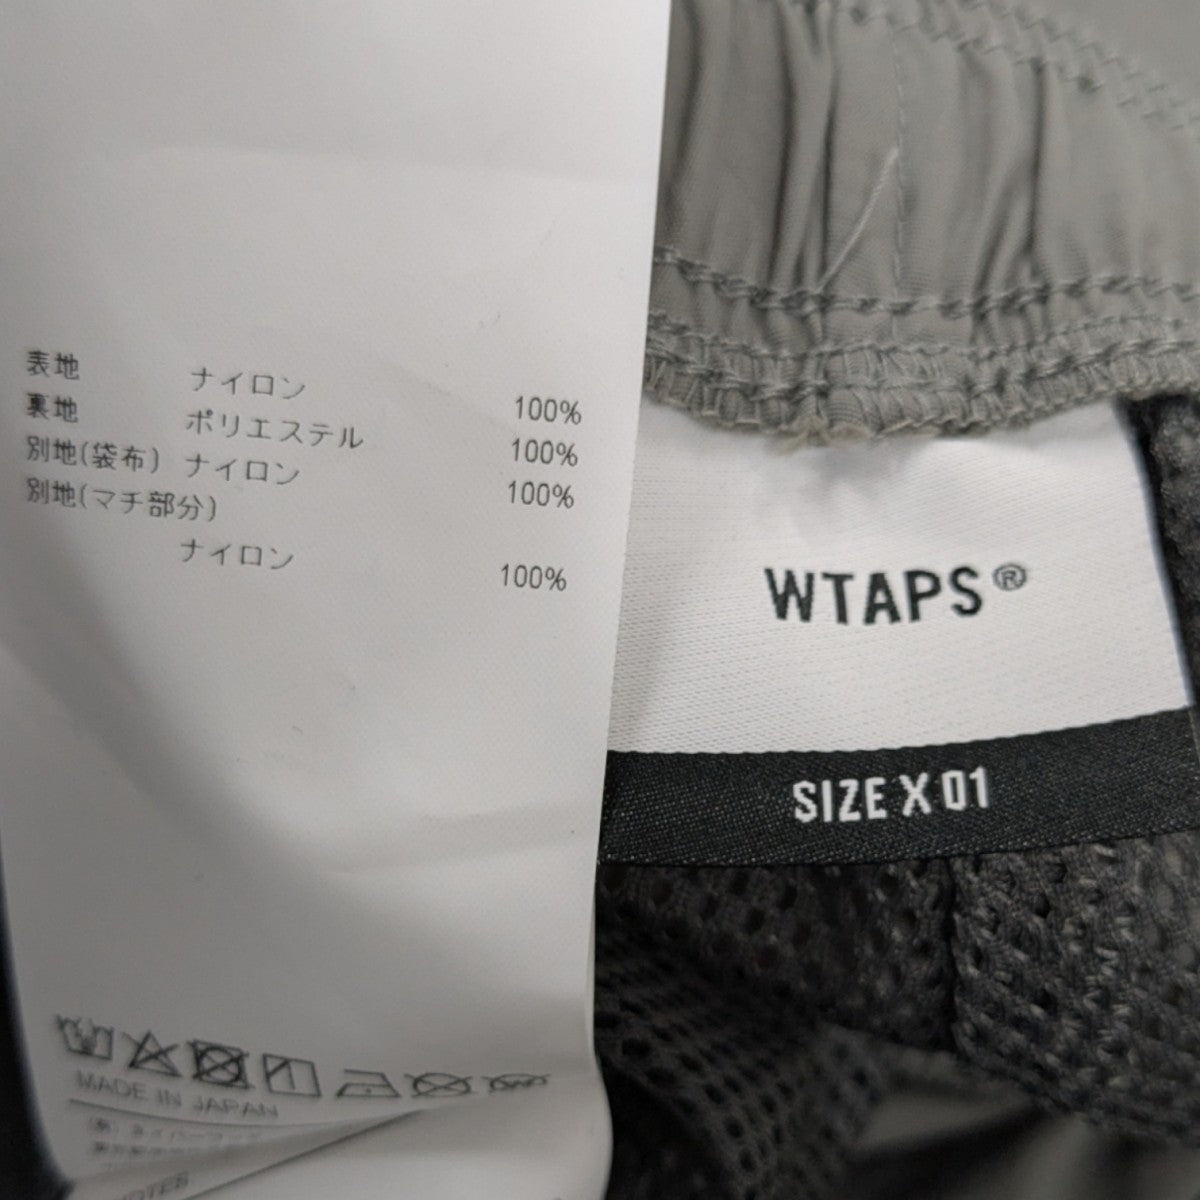 表地 ナイロン 100%
裏地 ポリエステル 100%
別地(袋布) ナイロン 100%
別地(マチ部分)
ナイロン 100%
MADE IN JAPAN
WTAPS®
SIZE X 01